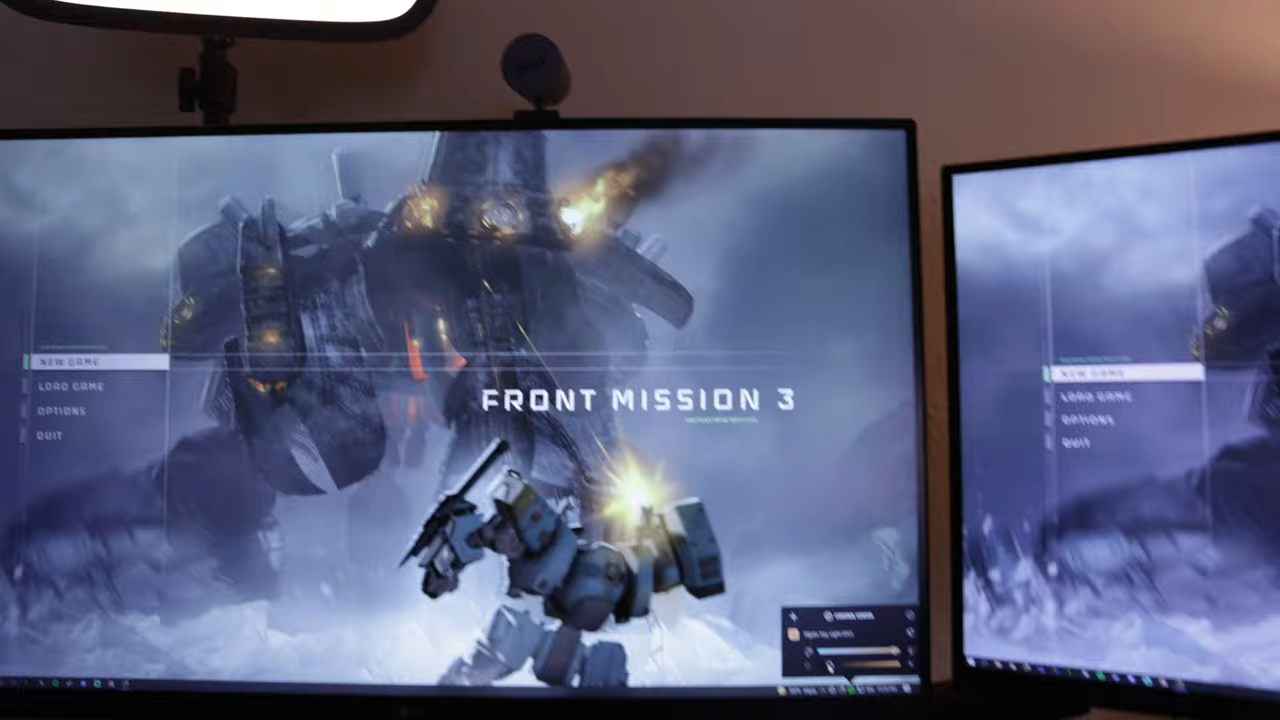 NEW GAME
LOAD GAME
OPTIONS
QUIT
FRONT MISSION 3
NEW GAME
LOAD GAME
OPTIONS
QUIT